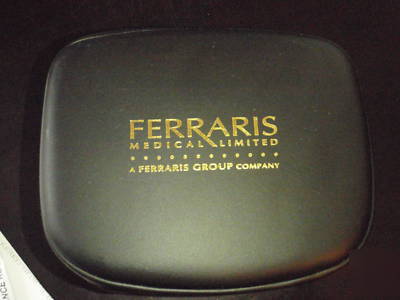 FERRARIS
MEDICAL LIMITED
A FERRARIS GROUP COMPANY